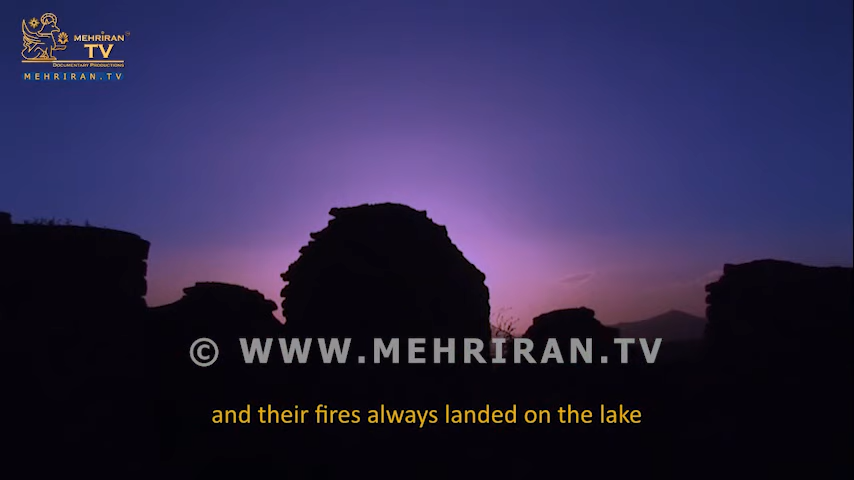 MEHRIRAN
TV
DOCUMENTARY PRODUCTIONS
MEHRIRAN.TV
© WWW.MEHRIRAN.TV
and their fires always landed on the lake